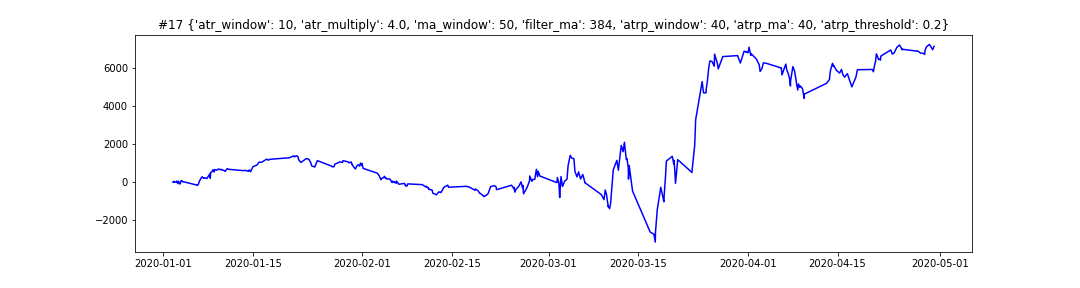 #17 {'atr_window': 10, 'atr_multiply': 4.0, 'ma_window': 50, 'filter_ma': 384, 'atrp_window': 40, 'atrp_ma': 40, 'atrp_threshold': 0.2}
6000
4000
2000
0
−2000
2020-01-01 2020-01-15 2020-02-01 2020-02-15 2020-03-01 2020-03-15 2020-04-01 2020-04-15 2020-05-01